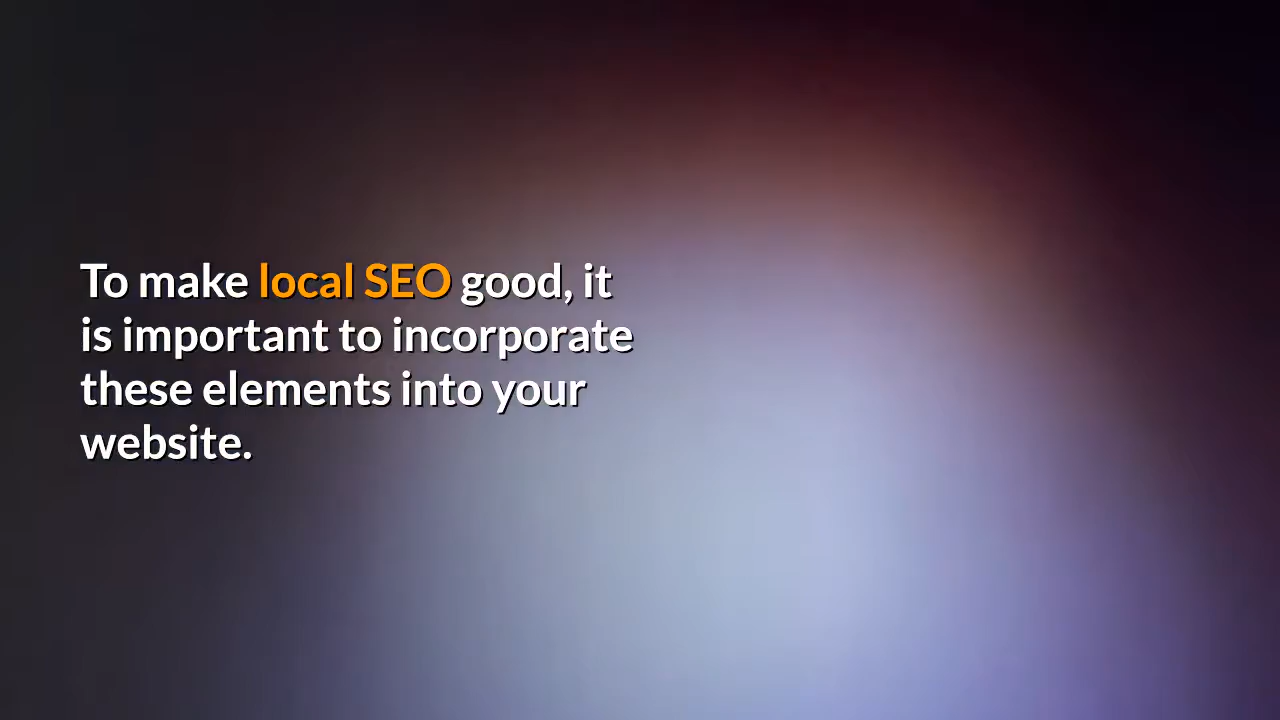 To make local SEO good, it
is important to incorporate
these elements into your
website.